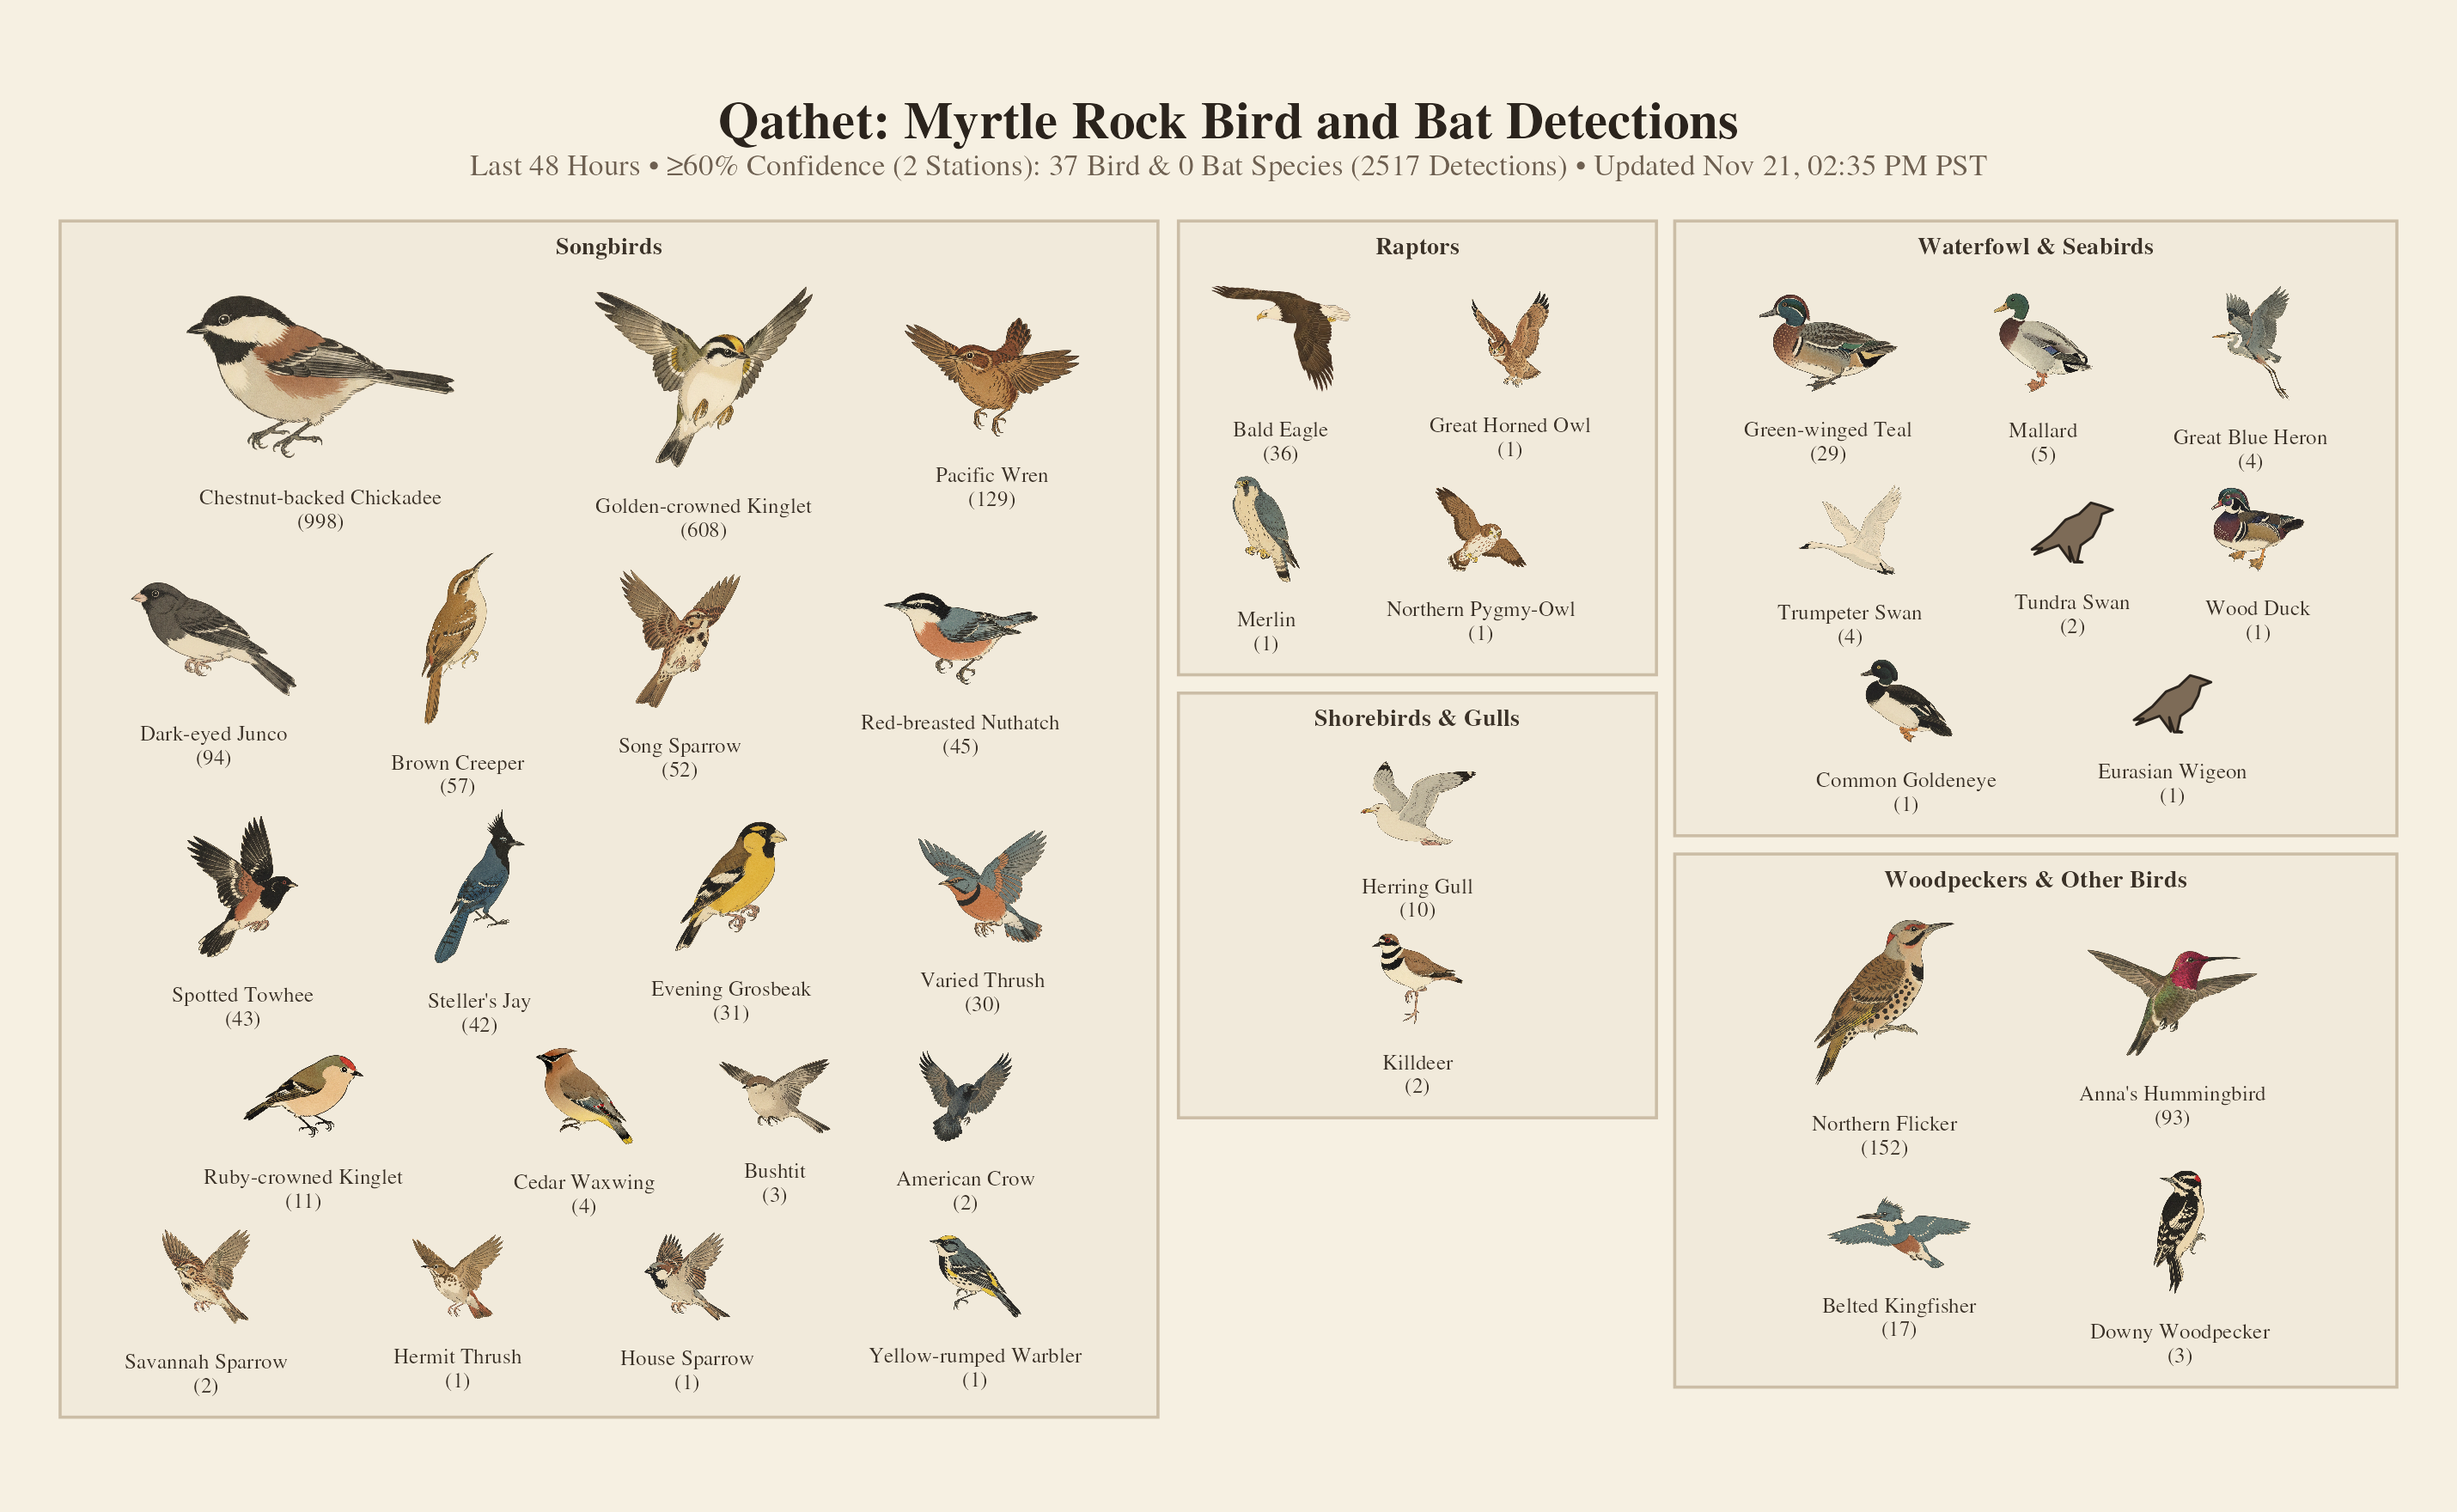 Qathet: Myrtle Rock Bird and Bat Detections
Last 48 Hours • ≥60% Confidence (2 Stations): 37 Bird & 0 Bat Species (2517 Detections) • Updated Nov 21, 02:35 PM PST
Songbirds
Chestnut-backed Chickadee
(998)
Golden-crowned Kinglet
(608)
Pacific Wren
(129)
Dark-eyed Junco
(94)
Brown Creeper
(57)
Song Sparrow
(52)
Red-breasted Nuthatch
(45)
Spotted Towhee
(43)
Steller's Jay
(42)
Evening Grosbeak
(31)
Varied Thrush
(30)
Ruby-crowned Kinglet
(11)
Cedar Waxwing
(4)
Bushtit
(3)
American Crow
(2)
Savannah Sparrow
(2)
Hermit Thrush
(1)
House Sparrow
(1)
Yellow-rumped Warbler
(1)
Raptors
Bald Eagle
(36)
Great Horned Owl
(1)
Merlin
(1)
Northern Pygmy-Owl
(1)
Shorebirds & Gulls
Herring Gull
(10)
Killdeer
(2)
Waterfowl & Seabirds
Green-winged Teal
(29)
Mallard
(5)
Great Blue Heron
(4)
Trumpeter Swan
(4)
Tundra Swan
(2)
Wood Duck
(1)
Common Goldeneye
(1)
Eurasian Wigeon
(1)
Woodpeckers & Other Birds
Northern Flicker
(152)
Anna's Hummingbird
(93)
Belted Kingfisher
(17)
Downy Woodpecker
(3)